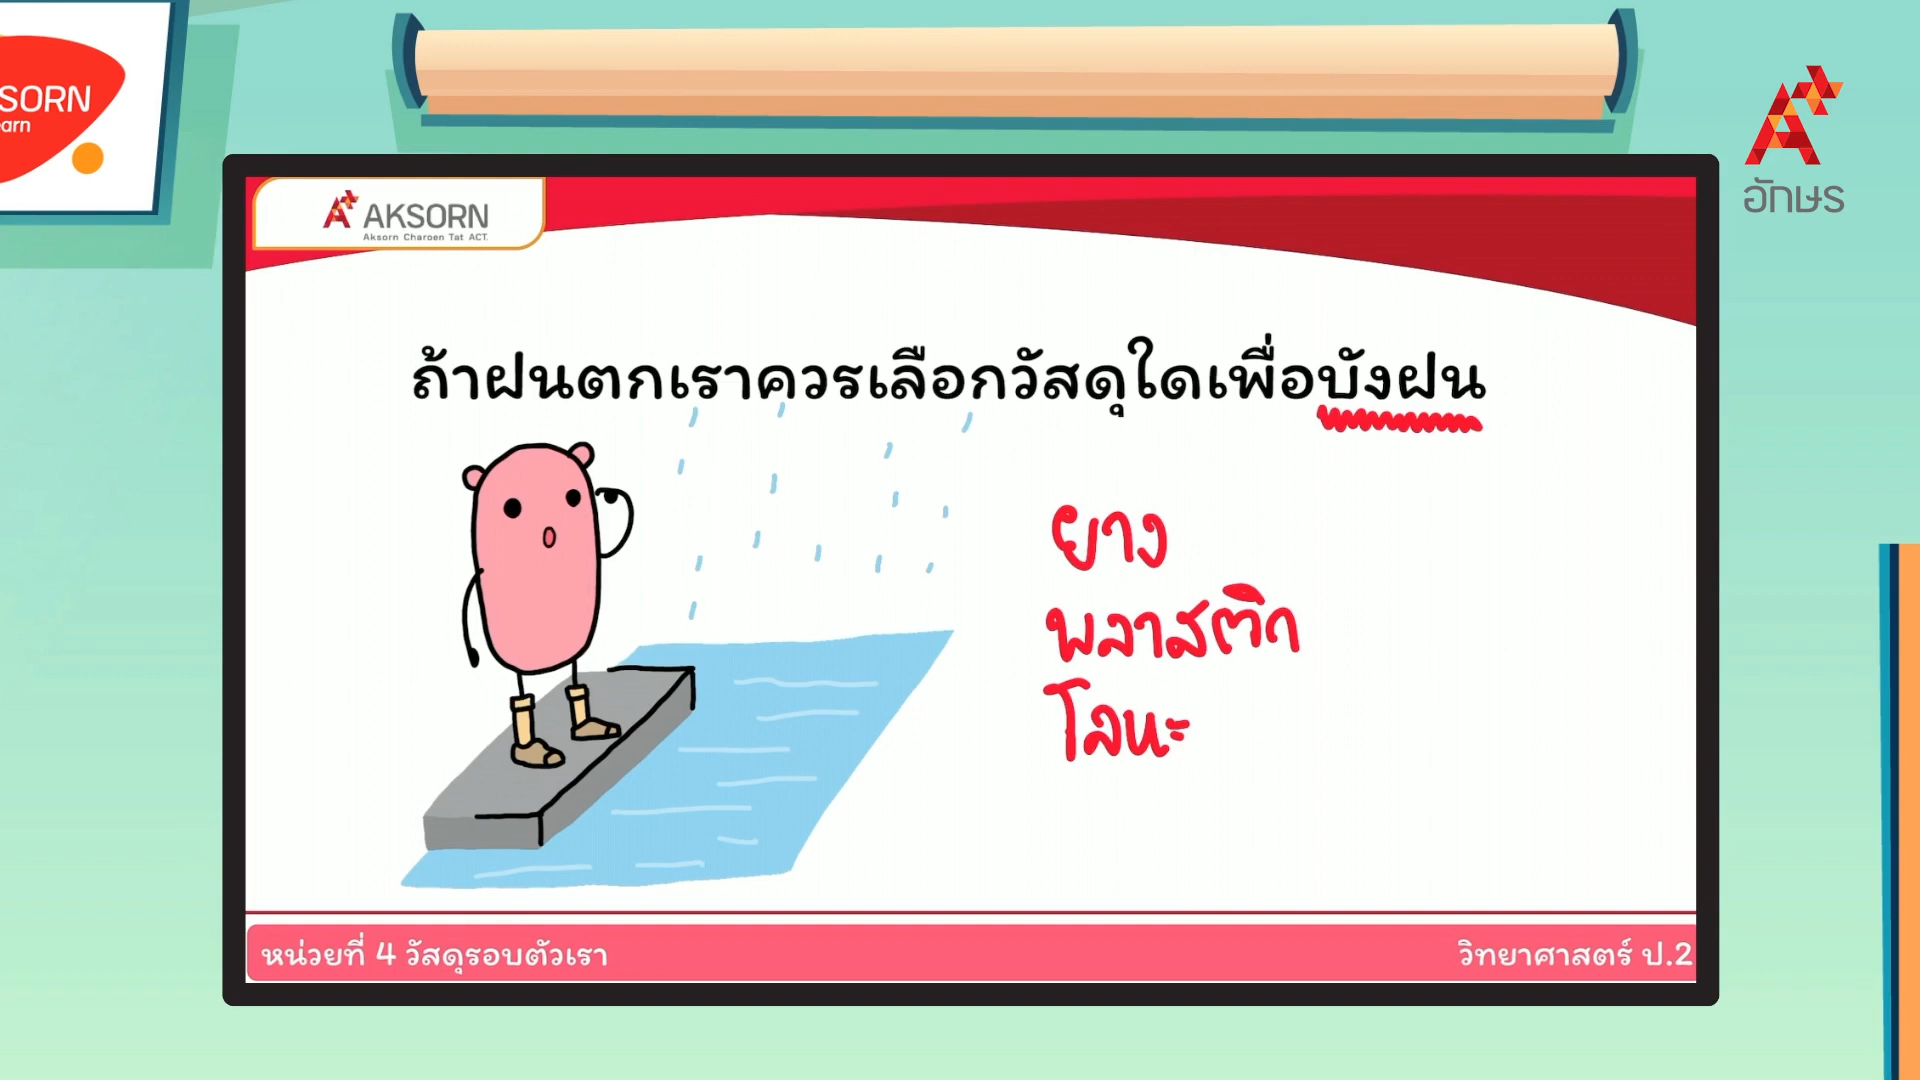 SORN
arn
อักษร
AKSORN
Aksorn Charoen Tat ACT.
ถ้าฝนตกเราควรเลือกวัสดุใดเพื่อบังฝน
ยาง
พลาสติก
โลหะ
หน่วยที่ 4 วัสดุรอบตัวเรา
วิทยาศาสตร์ ป.2